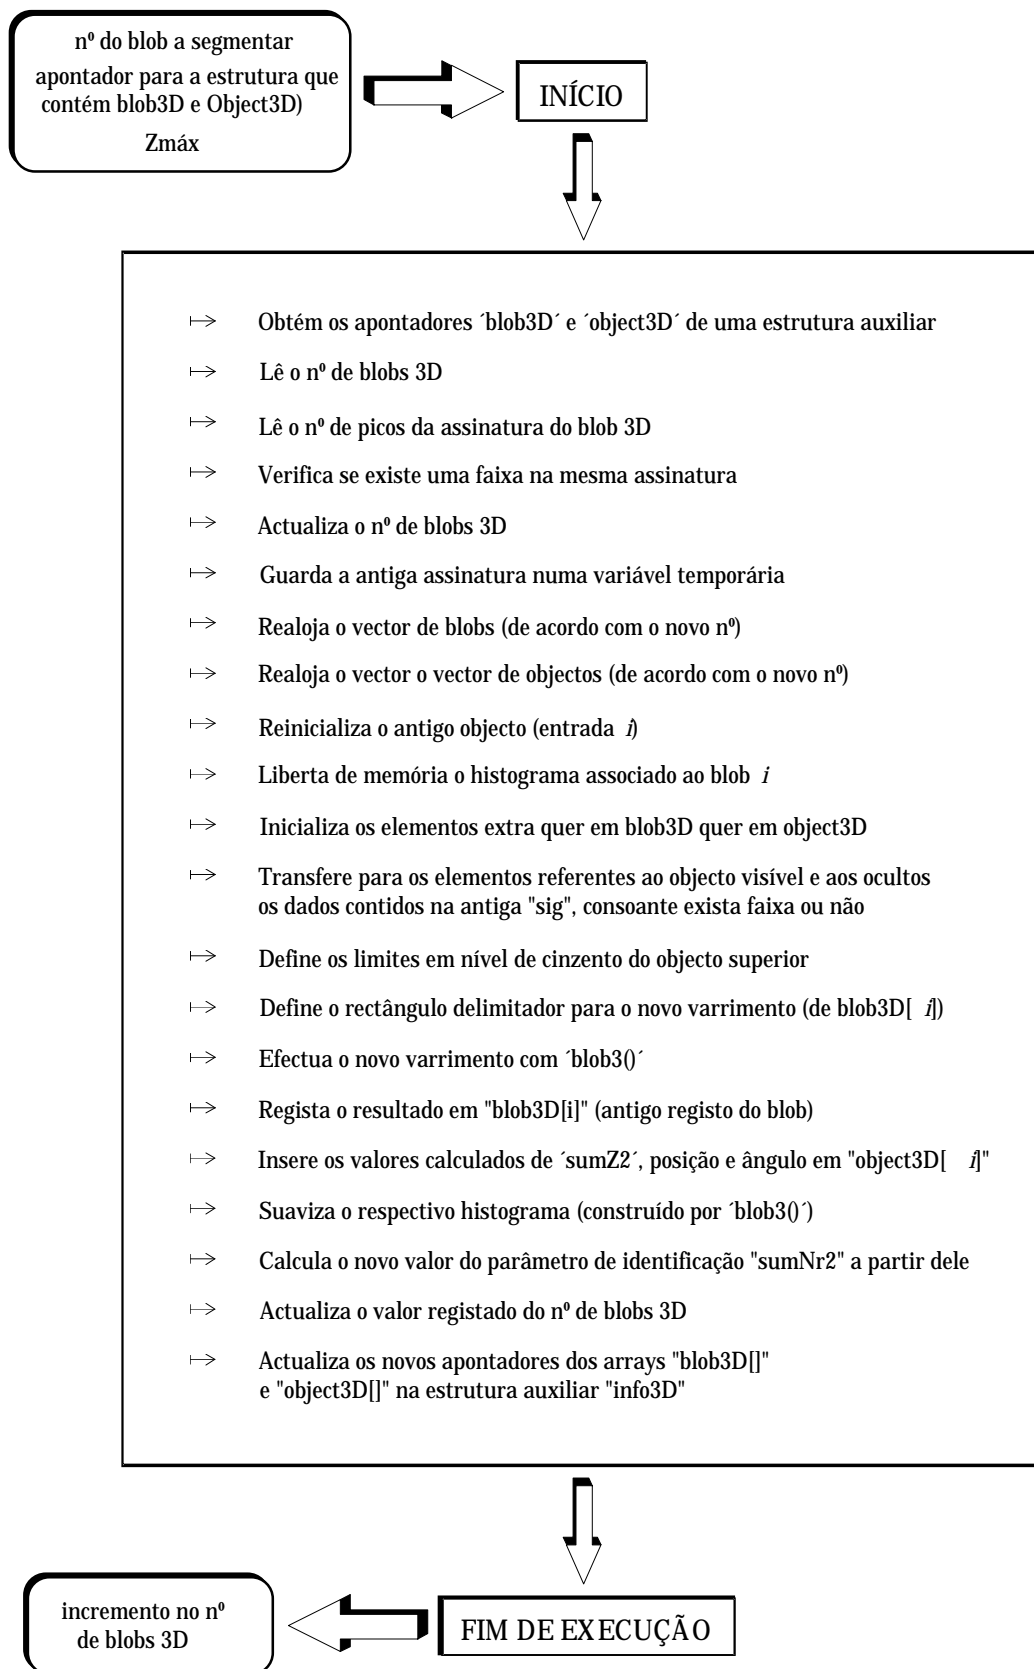 nº do blob a segmentar
apontador para a estrutura que
contém blob3D e Object3D)
Zmáx
INÍCIO
Obtém os apontadores ´blob3D´ e ´object3D´ de uma estrutura auxiliar
Lê o nº de blobs 3D
Lê o nº de picos da assinatura do blob 3D
Verifica se existe uma faixa na mesma assinatura
Actualiza o nº de blobs 3D
Guarda a antiga assinatura numa variável temporária
Realoja o vector de blobs (de acordo com o novo nº)
Realoja o vector o vector de objectos (de acordo com o novo nº)
Reinicializa o antigo objecto (entrada i)
Liberta de memória o histograma associado ao blob i
Inicializa os elementos extra quer em blob3D quer em object3D
Transfere para os elementos referentes ao objecto visível e aos ocultos
os dados contidos na antiga "sig", consoante exista faixa ou não
Define os limites em nível de cinzento do objecto superior
Define o rectângulo delimitador para o novo varrimento (de blob3D[ i])
Efectua o novo varrimento com ´blob3()´
Regista o resultado em "blob3D[i]" (antigo registo do blob)
Insere os valores calculados de ´sumZ2´, posição e ângulo em "object3D[ i]"
Suaviza o respectivo histograma (construído por ´blob3()´)
Calcula o novo valor do parâmetro de identificação "sumNr2" a partir dele
Actualiza o valor registado do nº de blobs 3D
Actualiza os novos apontadores dos arrays "blob3D[]"
e "object3D[]" na estrutura auxiliar "info3D"
FIM DE EXECUÇÃO
incremento no nº
de blobs 3D